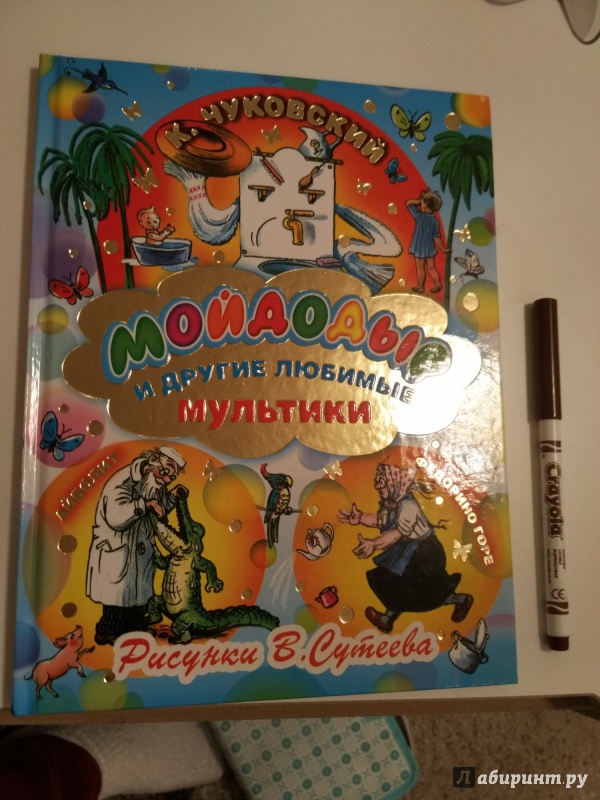 К. ЧУКОВСКИЙ
МОЙДОДЫР
И ДРУГИЕ ЛЮБИМЫЕ
МУЛЬТИКИ
АЙБОЛИТ
ФЕДОРИНО ГОРЕ
Рисунки В.Сутеева
Crayola
Лабиринт.ру